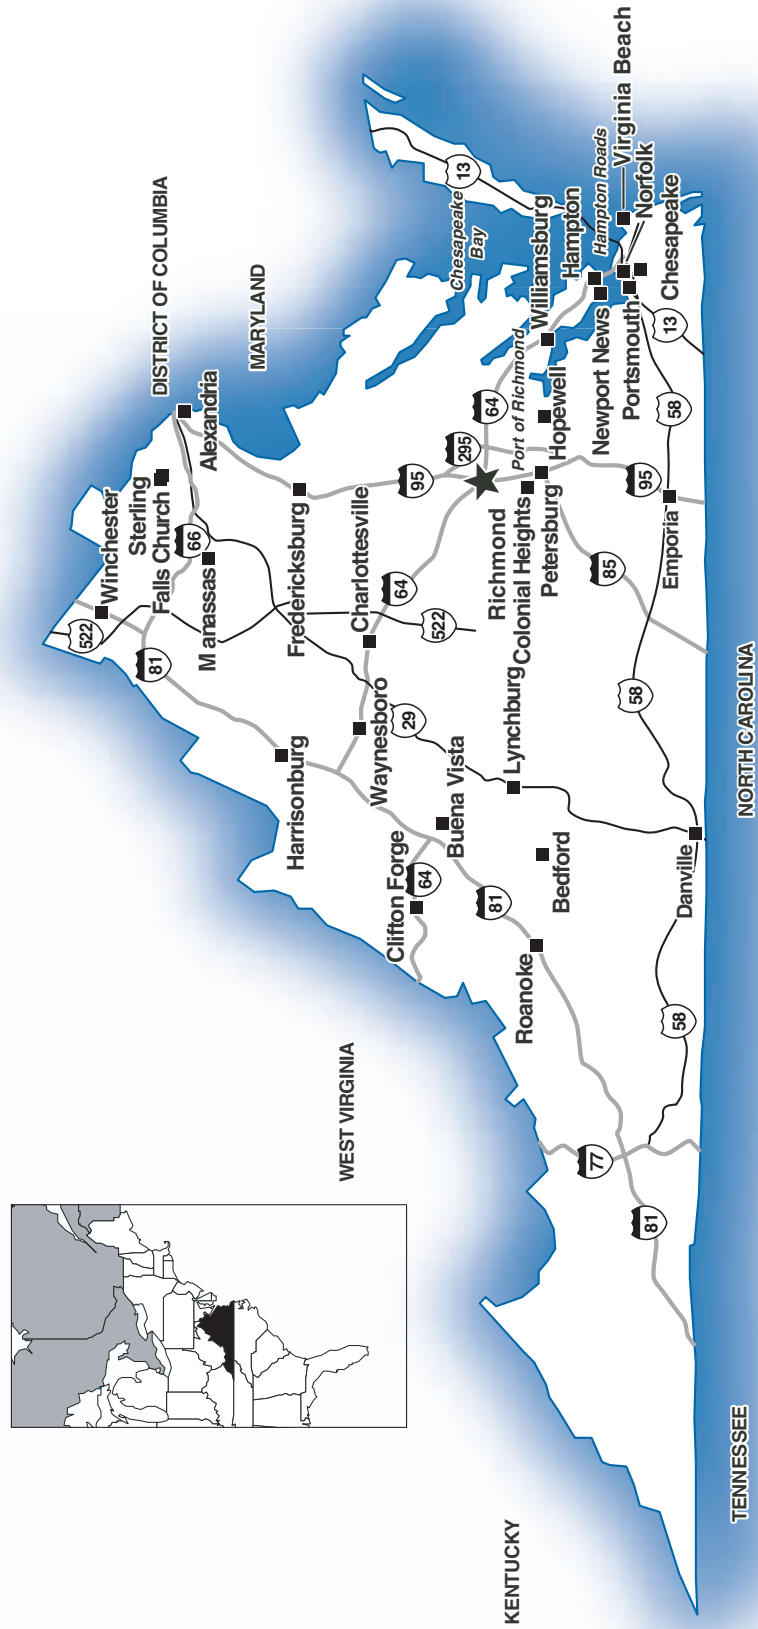 DISTRICT OF COLUMBIA
MARYLAND
WEST VIRGINIA
KENTUCKY
TENNESSEE
NORTH CAROLINA
Winchester
Sterling
Falls Church
Alexandria
Manassas
Fredericksburg
Harrisonburg
Charlottesville
Waynesboro
Clifton Forge
Buena Vista
Lynchburg
Bedford
Roanoke
Danville
Richmond
Colonial Heights
Petersburg
Port of Richmond
Hopewell
Williamsburg
Hampton
Chesapeake
Bay
Hampton Roads
Virginia Beach
Norfolk
Chesapeake
Newport News
Portsmouth
Emporia
522
81
66
95
64
522
29
295
64
13
64
81
95
85
58
13
58
58
77
81